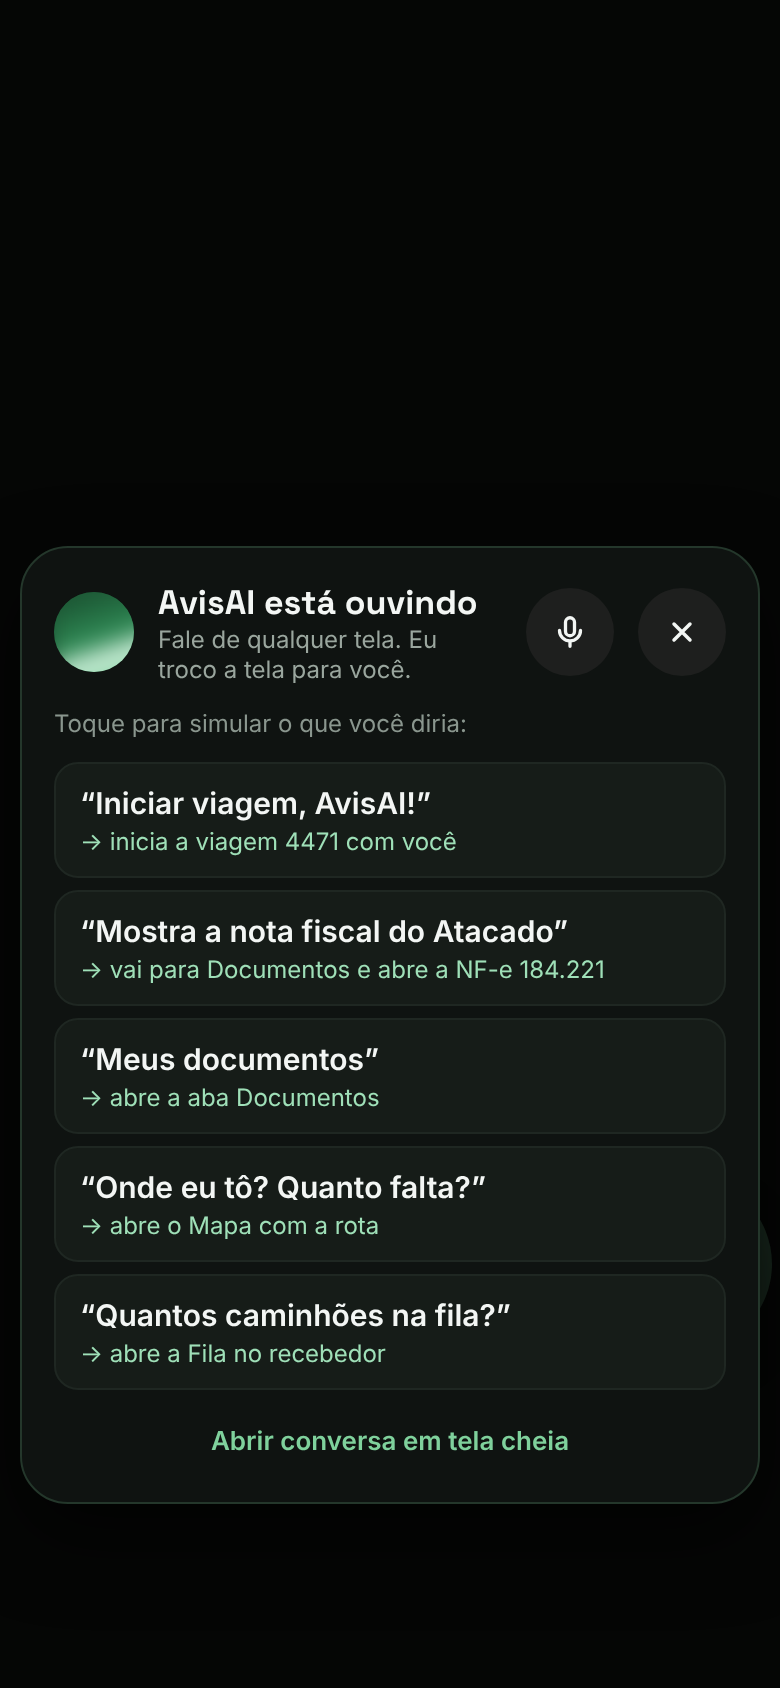 AvisAI está ouvindo
Fale de qualquer tela. Eu
troco a tela para você.
Toque para simular o que você diria:
“Iniciar viagem, AvisAI!”
→ inicia a viagem 4471 com você
“Mostra a nota fiscal do Atacado”
→ vai para Documentos e abre a NF-e 184.221
“Meus documentos”
→ abre a aba Documentos
“Onde eu tô? Quanto falta?”
→ abre o Mapa com a rota
“Quantos caminhões na fila?”
→ abre a Fila no recebedor
Abrir conversa em tela cheia